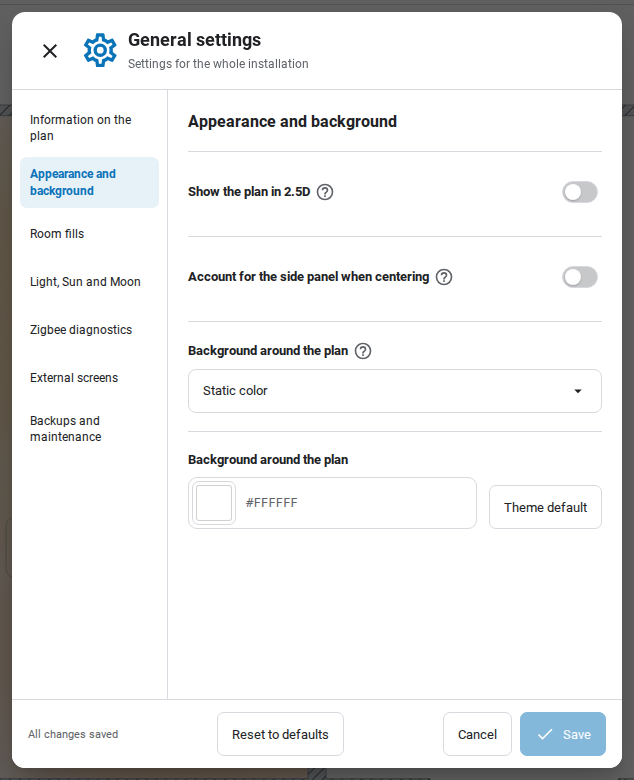 General settings
Settings for the whole installation
Information on the
plan
Appearance and
background
Room fills
Light, Sun and Moon
Zigbee diagnostics
External screens
Backups and
maintenance
Appearance and background
Show the plan in 2.5D
Account for the side panel when centering
Background around the plan
Static color
Background around the plan
#FFFFFF
Theme default
All changes saved
Reset to defaults
Cancel
Save